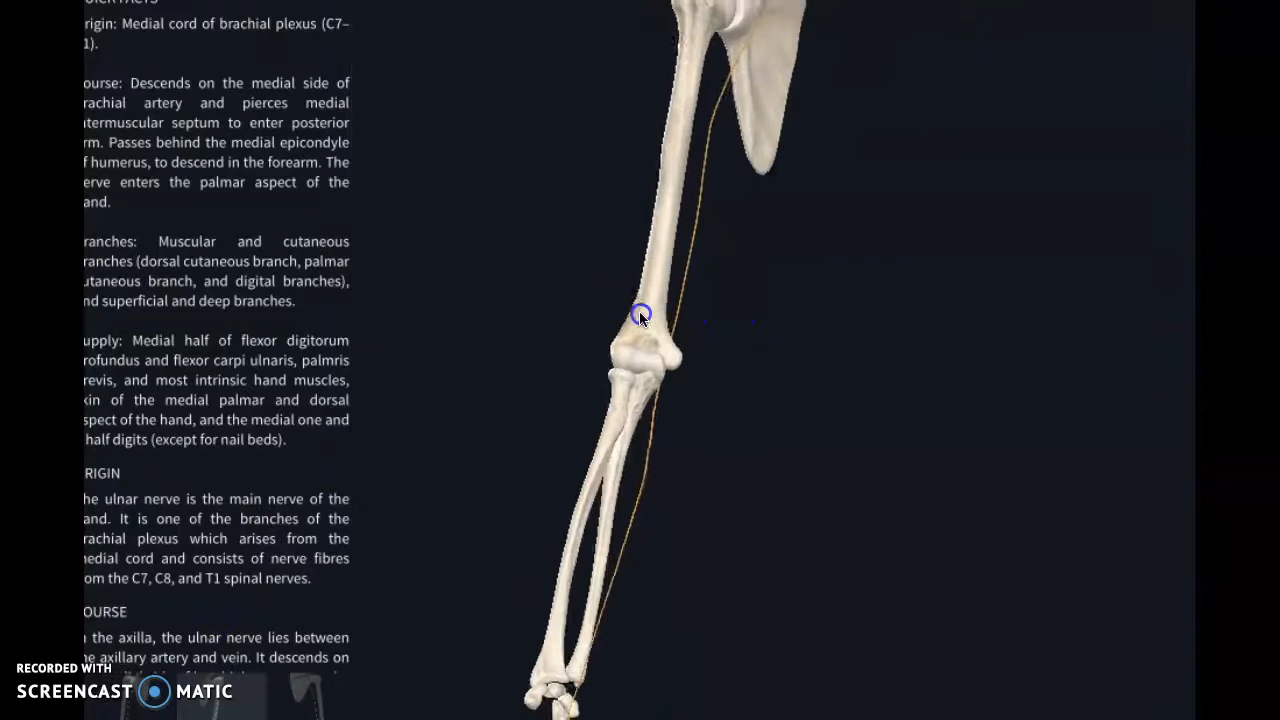 rigin: Medial cord of brachial plexus (C7–
1).
ourse: Descends on the medial side of
rachial artery and pierces medial
ntermuscular septum to enter posterior
rm. Passes behind the medial epicondyle
f humerus, to descend in the forearm. The
erve enters the palmar aspect of the
and.
ranches: Muscular and cutaneous
ranches (dorsal cutaneous branch, palmar
utaneous branch, and digital branches),
nd superficial and deep branches.
upply: Medial half of flexor digitorum
rofundus and flexor carpi ulnaris, palmris
revis, and most intrinsic hand muscles,
kin of the medial palmar and dorsal
spect of the hand, and the medial one and
half digits (except for nail beds).
RIGIN
he ulnar nerve is the main nerve of the
and. It is one of the branches of the
rachial plexus which arises from the
medial cord and consists of nerve fibres
om the C7, C8, and T1 spinal nerves.
OURSE
n the axilla, the ulnar nerve lies between
he axillary artery and vein. It descends on
RECORDED WITH
SCREENCAST MATIC